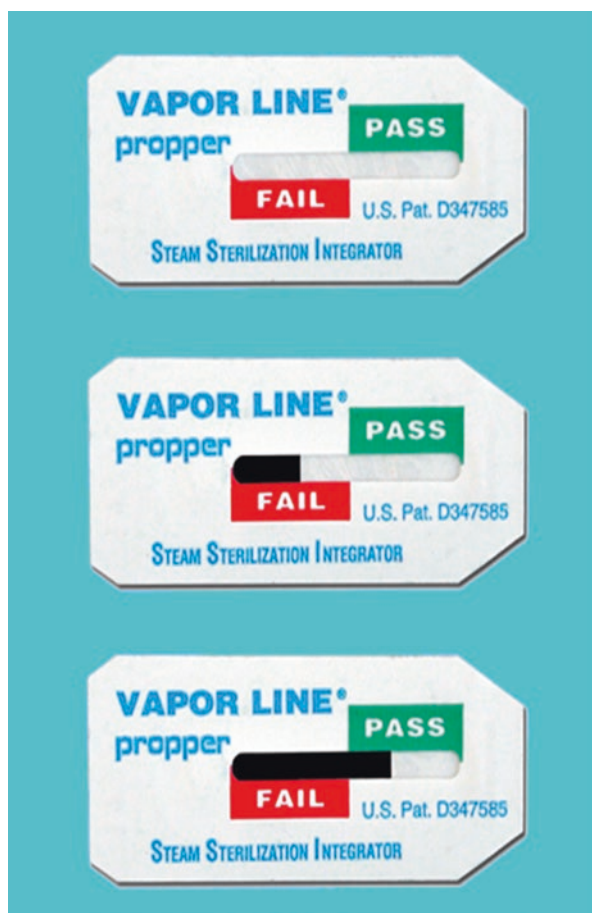 VAPOR LINE®
propper
PASS
FAIL
U.S. Pat. D347585
STEAM STERILIZATION INTEGRATOR
VAPOR LINE®
propper
PASS
FAIL
U.S. Pat. D347585
STEAM STERILIZATION INTEGRATOR
VAPOR LINE®
propper
PASS
FAIL
U.S. Pat. D347585
STEAM STERILIZATION INTEGRATOR